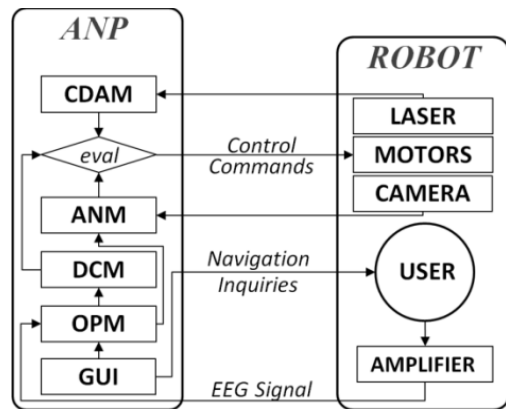 ANP
CDAM
eval
ANM
DCM
OPM
GUI
Control
Commands
Navigation
Inquiries
EEG Signal
ROBOT
LASER
MOTORS
CAMERA
USER
AMPLIFIER